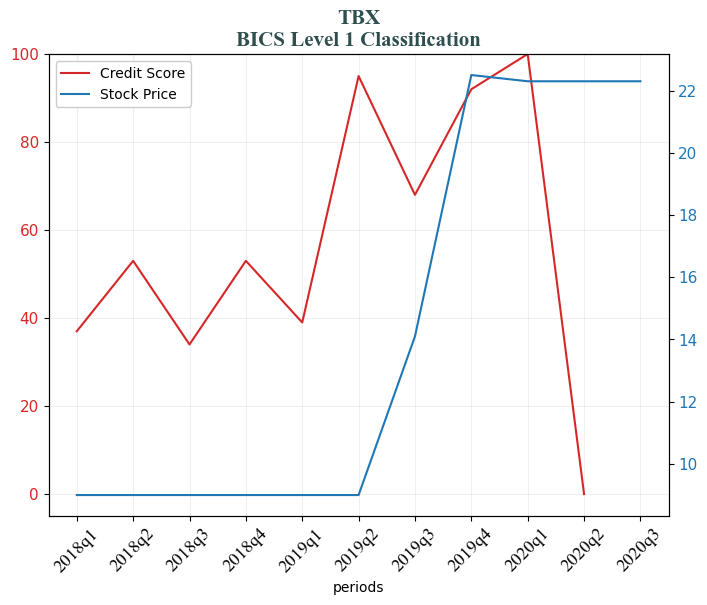 TBX
BICS Level 1 Classification
Credit Score
Stock Price
100
80
60
40
20
0
22
20
18
16
14
12
10
2018q1
2018q2
2018q3
2018q4
2019q1
2019q2
2019q3
2019q4
2020q1
2020q2
2020q3
periods